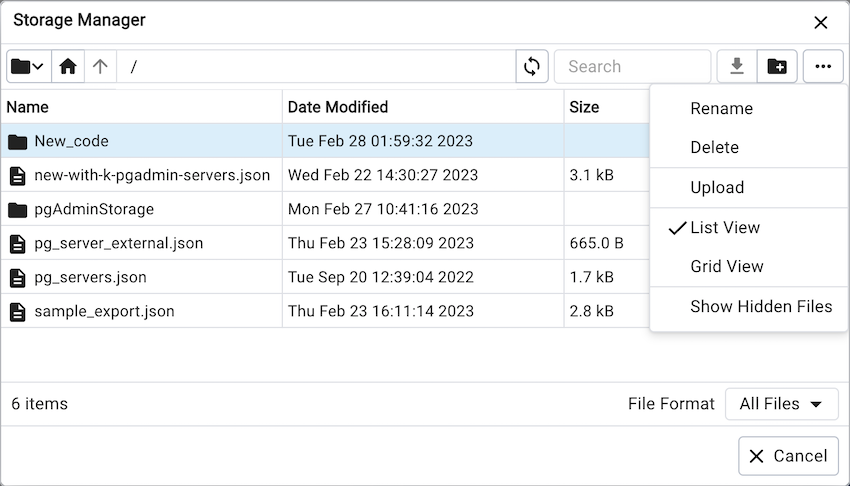 Storage Manager
/
Search
Name Date Modified Size
Rename
New_code Tue Feb 28 01:59:32 2023
Delete
new-with-k-pgadmin-servers.json Wed Feb 22 14:30:27 2023 3.1 kB
Upload
pgAdminStorage Mon Feb 27 10:41:16 2023
List View
pg_server_external.json Thu Feb 23 15:28:09 2023 665.0 B
Grid View
pg_servers.json Tue Sep 20 12:39:04 2022 1.7 kB
Show Hidden Files
sample_export.json Thu Feb 23 16:11:14 2023 2.8 kB
6 items File Format All Files
Cancel